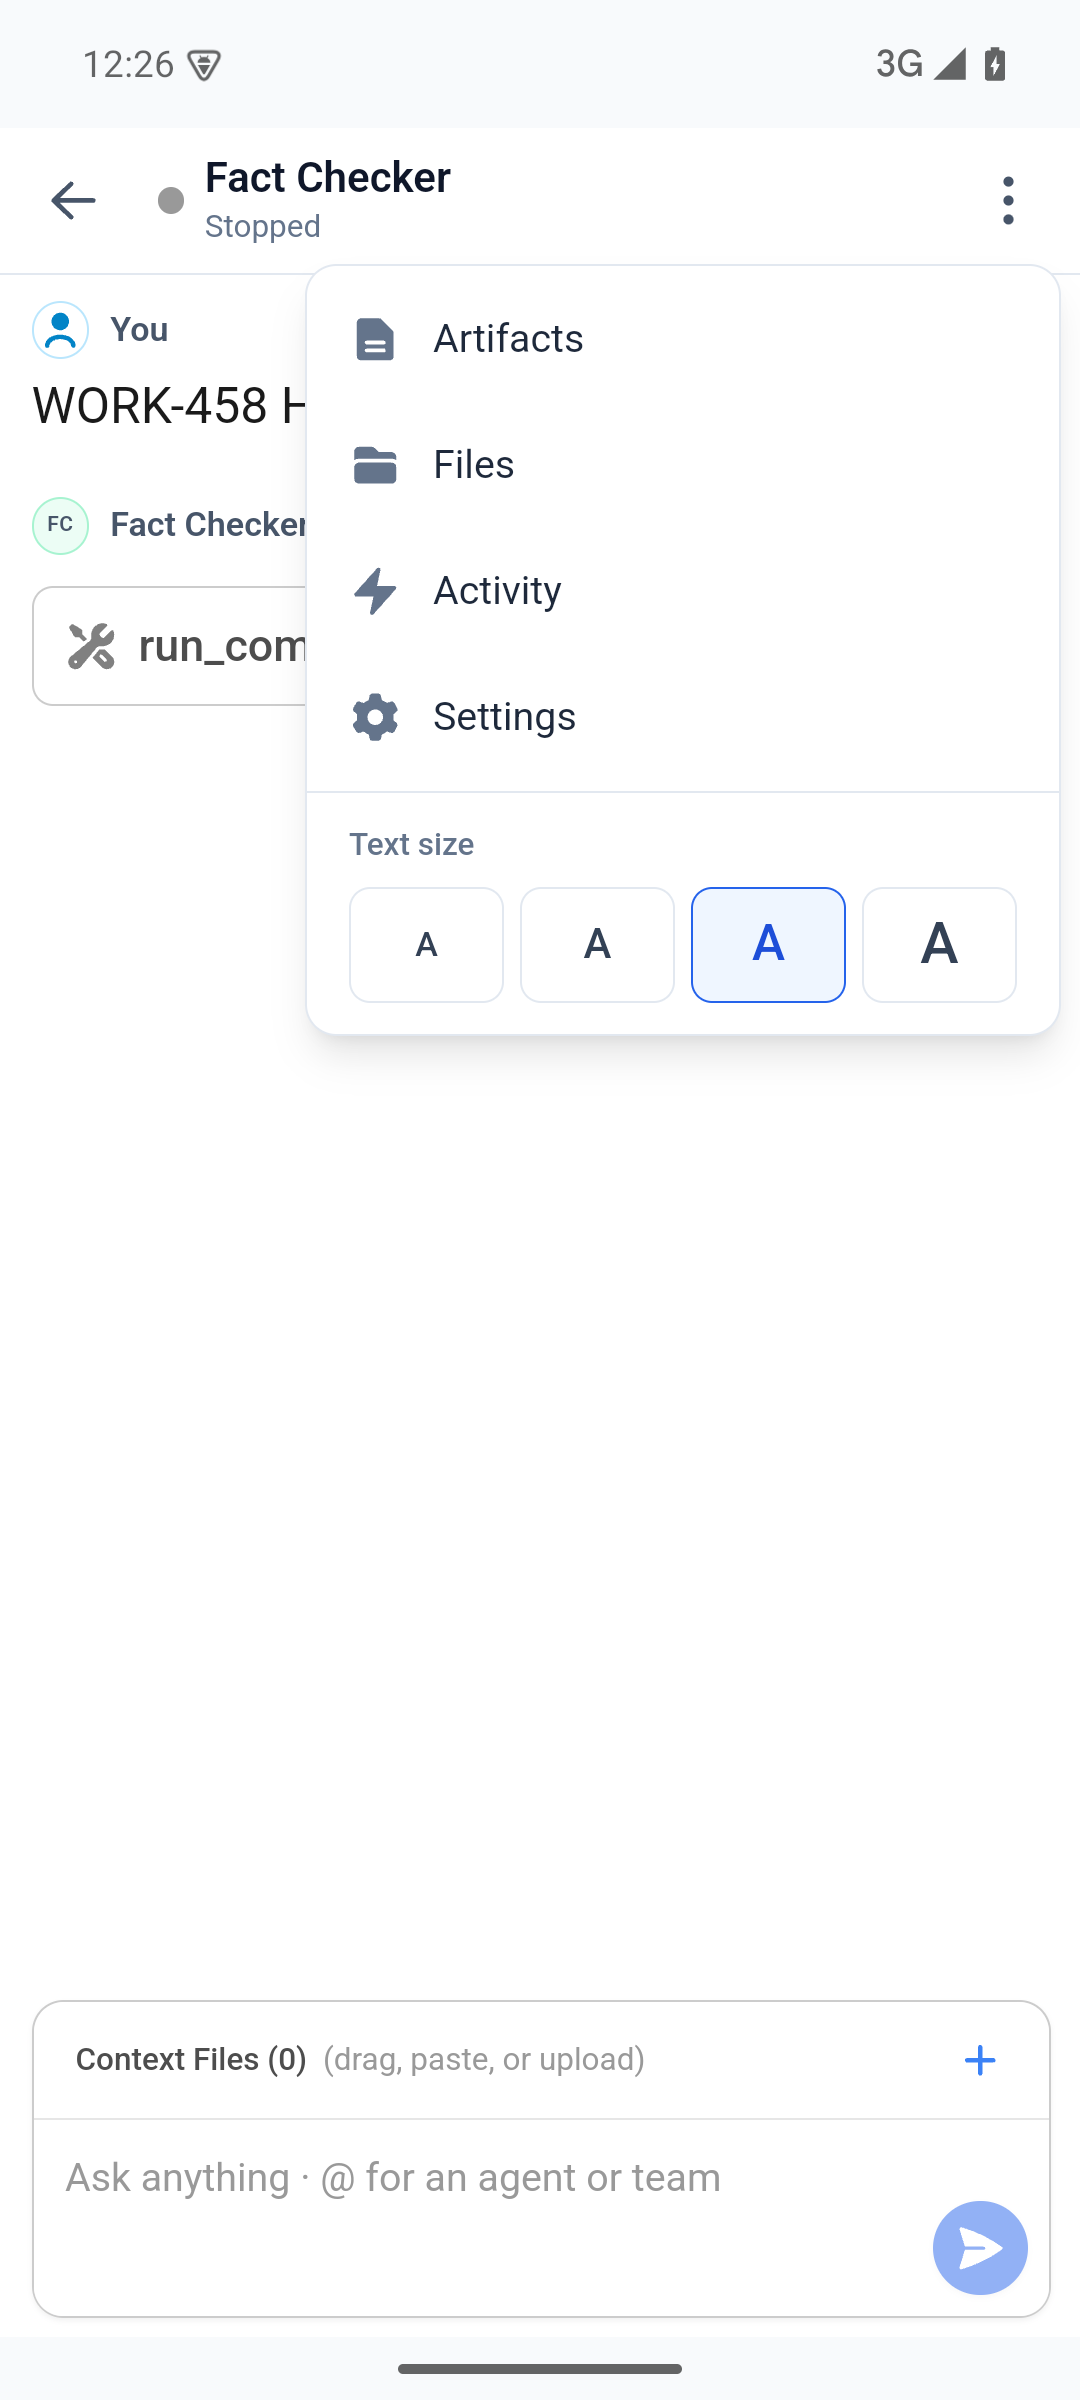 12:26
3G
Fact Checker
Stopped
You
WORK-458
FC
Fact Checker
run_com
Artifacts
Files
Activity
Settings
Text size
A A A A
Context Files (0) (drag, paste, or upload)
Ask anything · @ for an agent or team